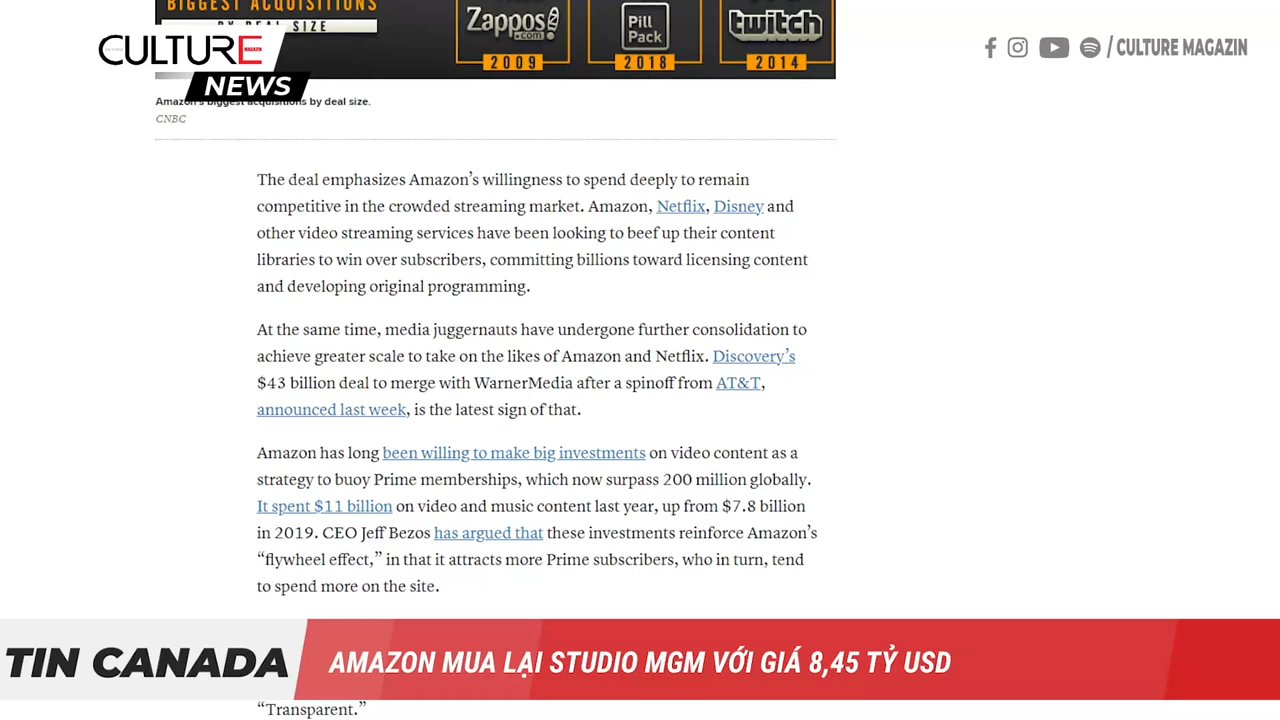 BIGGEST ACQUISITIONS
BY DEAL SIZE
Zappos
.com
2009
Pill
Pack
2018
twitch
2014
CULTURE
NEWS
/ CULTURE MAGAZIN
Amazon's biggest acquisitions by deal size.
CNBC
The deal emphasizes Amazon's willingness to spend deeply to remain
competitive in the crowded streaming market. Amazon, Netflix, Disney and
other video streaming services have been looking to beef up their content
libraries to win over subscribers, committing billions toward licensing content
and developing original programming.
At the same time, media juggernauts have undergone further consolidation to
achieve greater scale to take on the likes of Amazon and Netflix. Discovery's
$43 billion deal to merge with WarnerMedia after a spinoff from AT&T,
announced last week, is the latest sign of that.
Amazon has long been willing to make big investments on video content as a
strategy to buoy Prime memberships, which now surpass 200 million globally.
It spent $11 billion on video and music content last year, up from $7.8 billion
in 2019. CEO Jeff Bezos has argued that these investments reinforce Amazon's
“flywheel effect,” in that it attracts more Prime subscribers, who in turn, tend
to spend more on the site.
TIN CANADA
AMAZON MUA LẠI STUDIO MGM VỚI GIÁ 8,45 TỶ USD
“Transparent.”